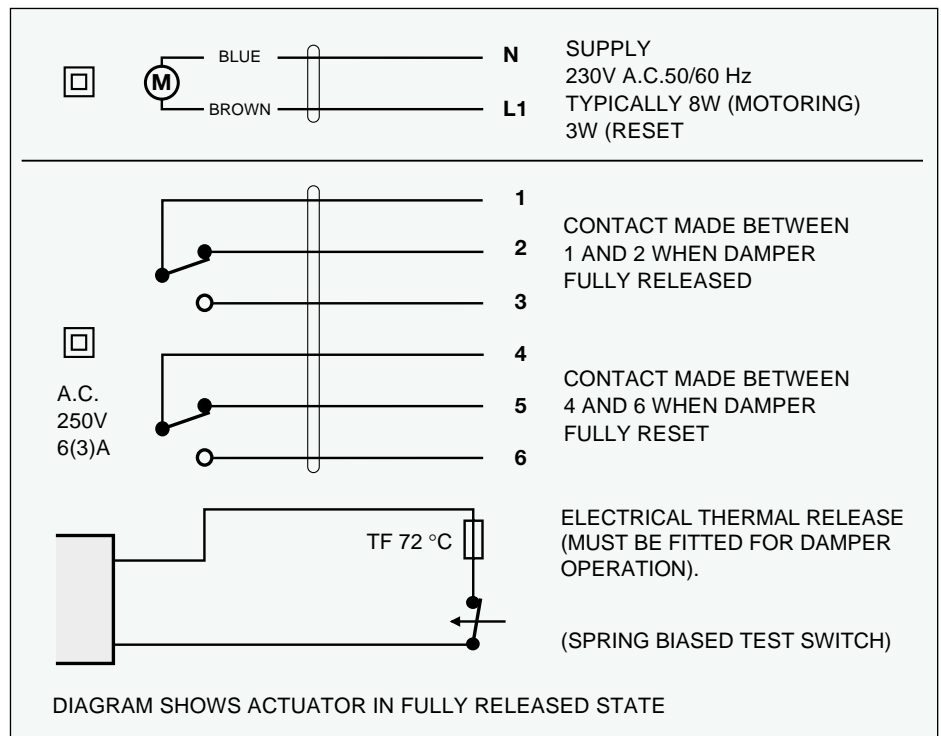 BLUE
M
BROWN
N
L1
SUPPLY
230V A.C.50/60 Hz
TYPICALLY 8W (MOTORING)
3W (RESET
1
2
3
CONTACT MADE BETWEEN
1 AND 2 WHEN DAMPER
FULLY RELEASED
A.C.
250V
6(3)A
4
5
6
CONTACT MADE BETWEEN
4 AND 6 WHEN DAMPER
FULLY RESET
TF 72 °C
ELECTRICAL THERMAL RELEASE
(MUST BE FITTED FOR DAMPER
OPERATION).
(SPRING BIASED TEST SWITCH)
DIAGRAM SHOWS ACTUATOR IN FULLY RELEASED STATE